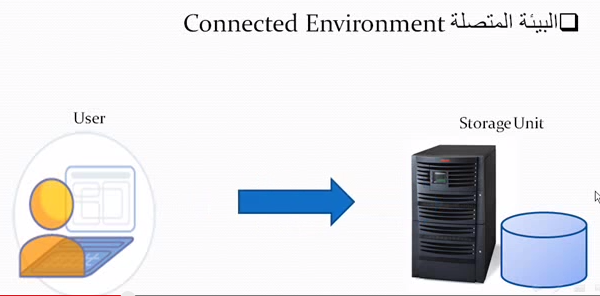 ❑البيئة المتصلة Connected Environment
User
Storage Unit